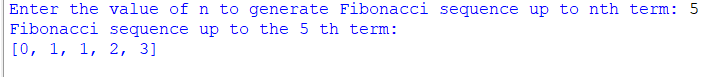 Enter the value of n to generate Fibonacci sequence up to nth term: 5
Fibonacci sequence up to the 5 th term:
[0, 1, 1, 2, 3]